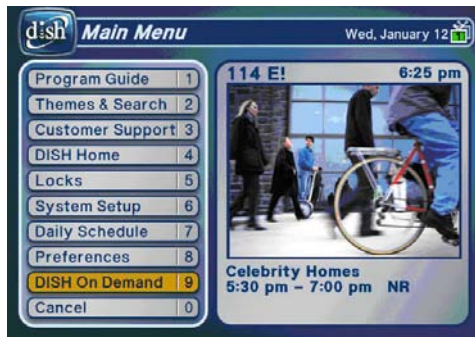 dish Main Menu Wed, January 12 1
Program Guide 1
Themes & Search 2
Customer Support 3
DISH Home 4
Locks 5
System Setup 6
Daily Schedule 7
Preferences 8
DISH On Demand 9
Cancel 0
114 E! 6:25 pm
Celebrity Homes
5:30 pm – 7:00 pm NR